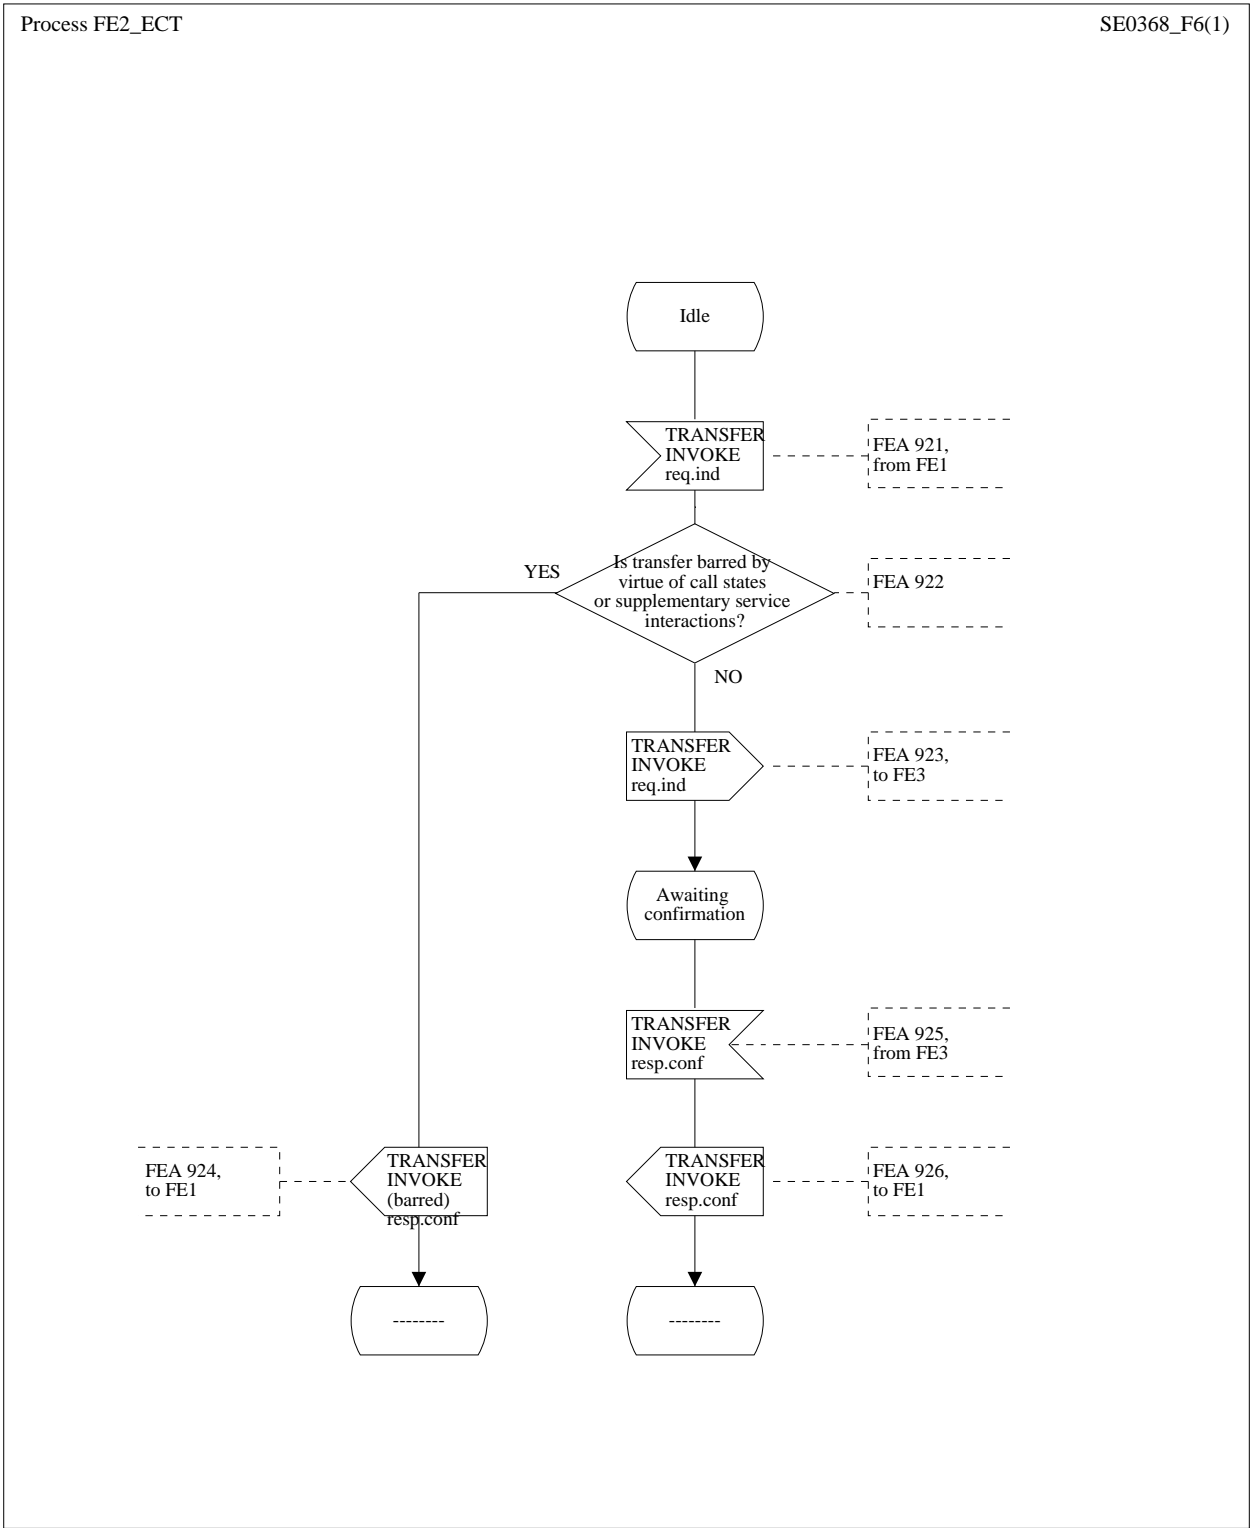 Process FE2_ECT
SE0368_F6(1)
Idle
TRANSFER
INVOKE
req.ind
FEA 921,
from FE1
Is transfer barred by
virtue of call states
or supplementary service
interactions?
YES
FEA 922
NO
TRANSFER
INVOKE
req.ind
FEA 923,
to FE3
Awaiting
confirmation
TRANSFER
INVOKE
resp.conf
FEA 925,
from FE3
FEA 924,
to FE1
TRANSFER
INVOKE
(barred)
resp.conf
TRANSFER
INVOKE
resp.conf
FEA 926,
to FE1
--------
--------